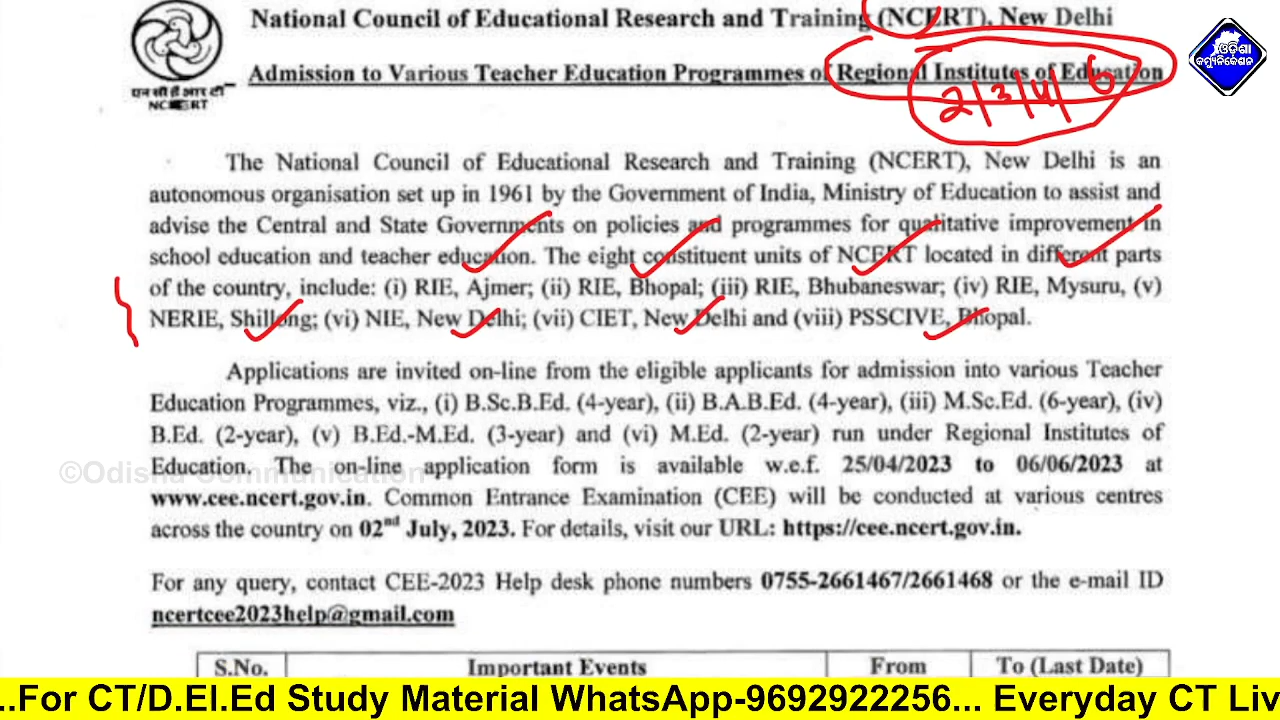 National Council of Educational Research and Training (NCERT), New Delhi
Admission to Various Teacher Education Programmes of Regional Institutes of Education
2/3/4/6
ଓଡ଼ିଶା
କମ୍ୟୁନିକେଶନ
एन सी ई आर टी
NCERT
The National Council of Educational Research and Training (NCERT), New Delhi is an
autonomous organisation set up in 1961 by the Government of India, Ministry of Education to assist and
advise the Central and State Governments on policies and programmes for qualitative improvement in
school education and teacher education. The eight constituent units of NCERT located in different parts
of the country, include: (i) RIE, Ajmer; (ii) RIE, Bhopal; (iii) RIE, Bhubaneswar; (iv) RIE, Mysuru, (v)
NERIE, Shillong; (vi) NIE, New Delhi; (vii) CIET, New Delhi and (viii) PSSCIVE, Bhopal.
Applications are invited on-line from the eligible applicants for admission into various Teacher
Education Programmes, viz., (i) B.Sc.B.Ed. (4-year), (ii) B.A.B.Ed. (4-year), (iii) M.Sc.Ed. (6-year), (iv)
B.Ed. (2-year), (v) B.Ed.-M.Ed. (3-year) and (vi) M.Ed. (2-year) run under Regional Institutes of
Education. The on-line application form is available w.e.f. 25/04/2023 to 06/06/2023 at
©Odisha Communication
www.cee.ncert.gov.in. Common Entrance Examination (CEE) will be conducted at various centres
across the country on 02nd July, 2023. For details, visit our URL: https://cee.ncert.gov.in.
For any query, contact CEE-2023 Help desk phone numbers 0755-2661467/2661468 or the e-mail ID
ncertcee2023help@gmail.com
S.No. Important Events From To (Last Date)
..For CT/D.El.Ed Study Material WhatsApp-9692922256... Everyday CT Liv